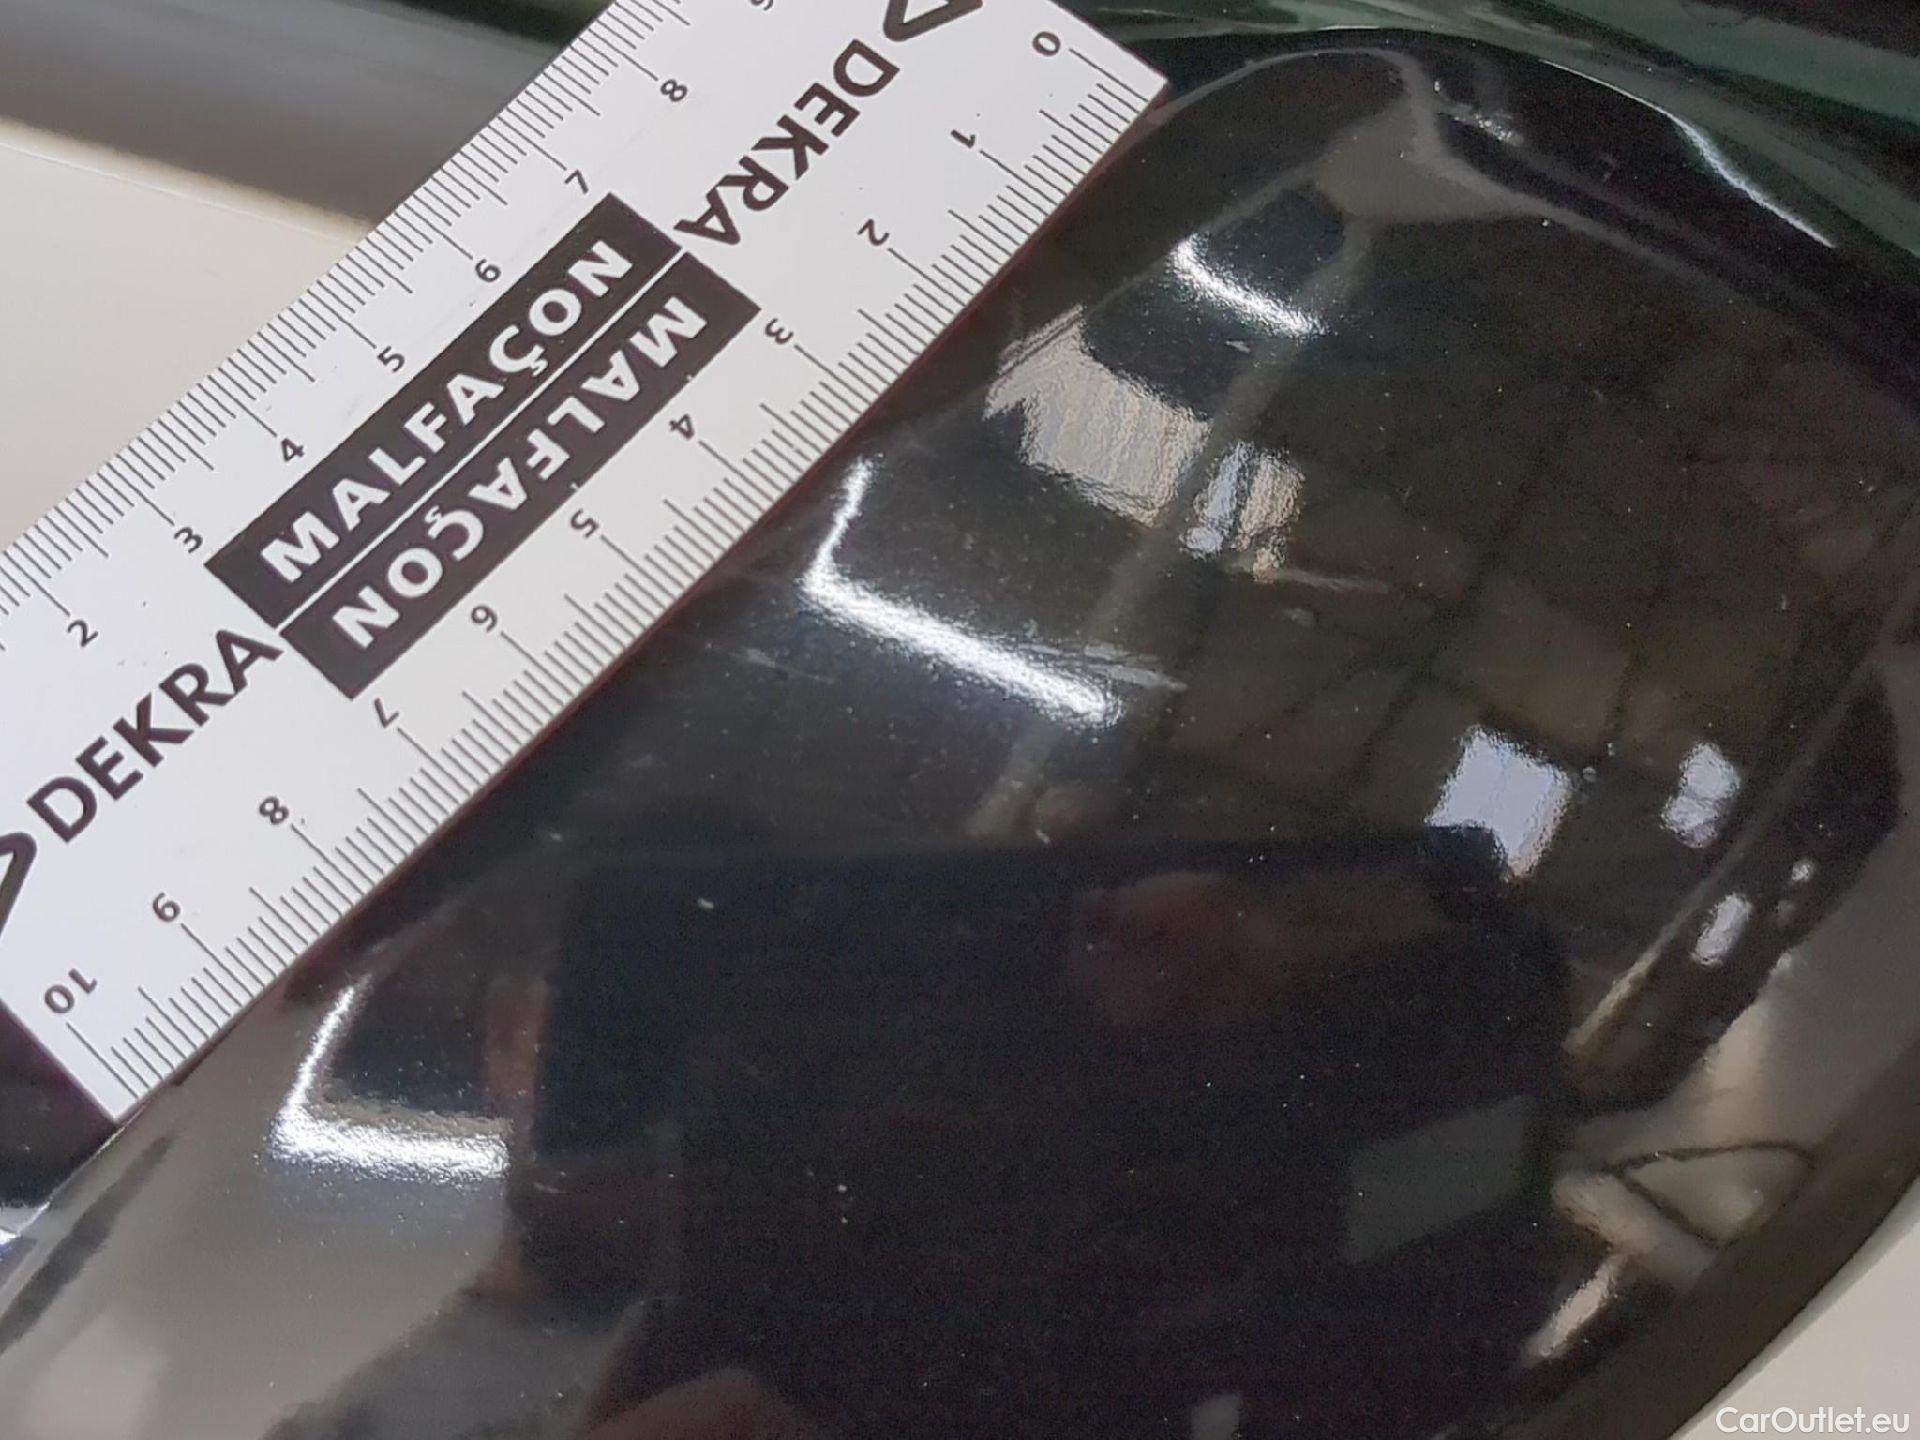 DEKRA
MALFAÇON
2 3 4 5 6 7 8 9
DEKRA
MALFAÇON
0 1 2 3 4 5 6 7 8 9 10
CarOutlet.eu